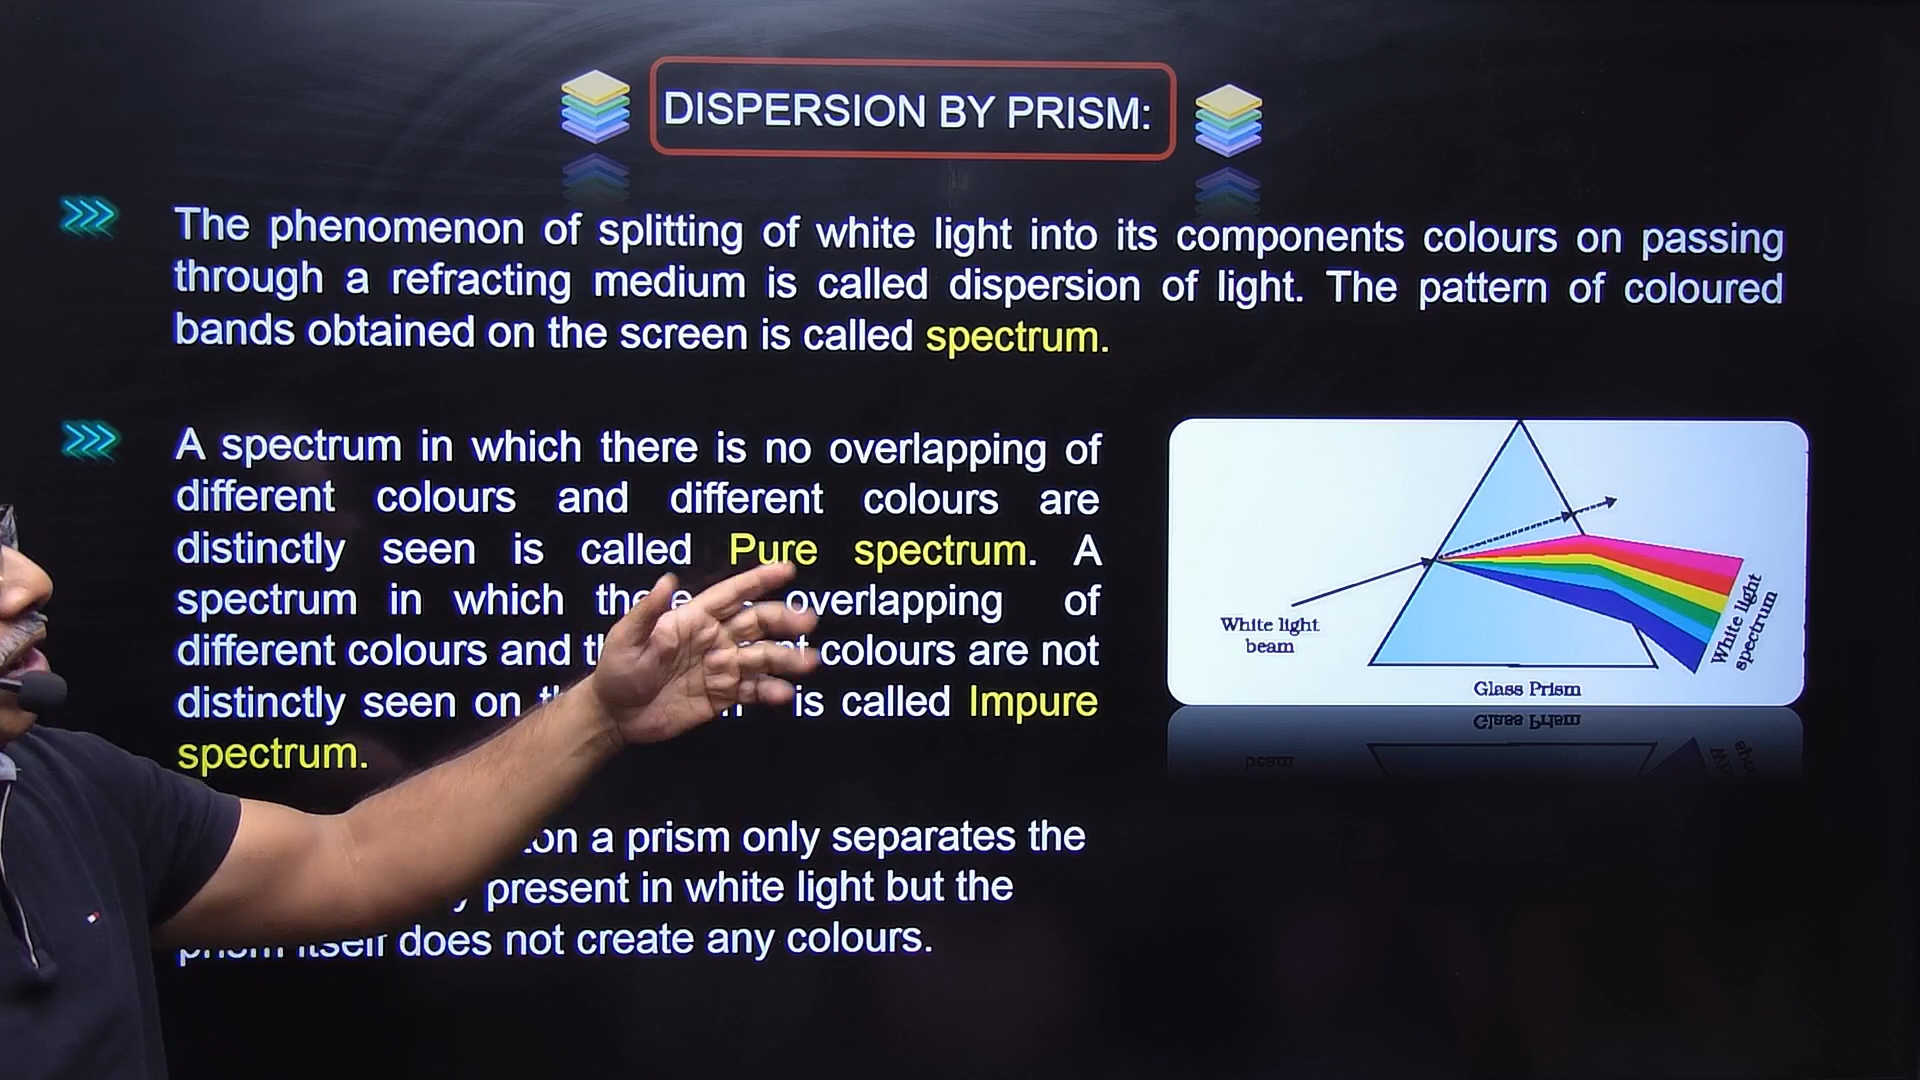 DISPERSION BY PRISM:
The phenomenon of splitting of white light into its components colours on passing
through a refracting medium is called dispersion of light. The pattern of coloured
bands obtained on the screen is called spectrum.
A spectrum in which there is no overlapping of
different colours and different colours are
distinctly seen is called Pure spectrum. A
spectrum in which overlapping of
different colours and colours are not
distinctly seen on is called Impure
spectrum.
a prism only separates the
present in white light but the
prism itself does not create any colours.
White light
beam
Glass Prism
White light
spectrum